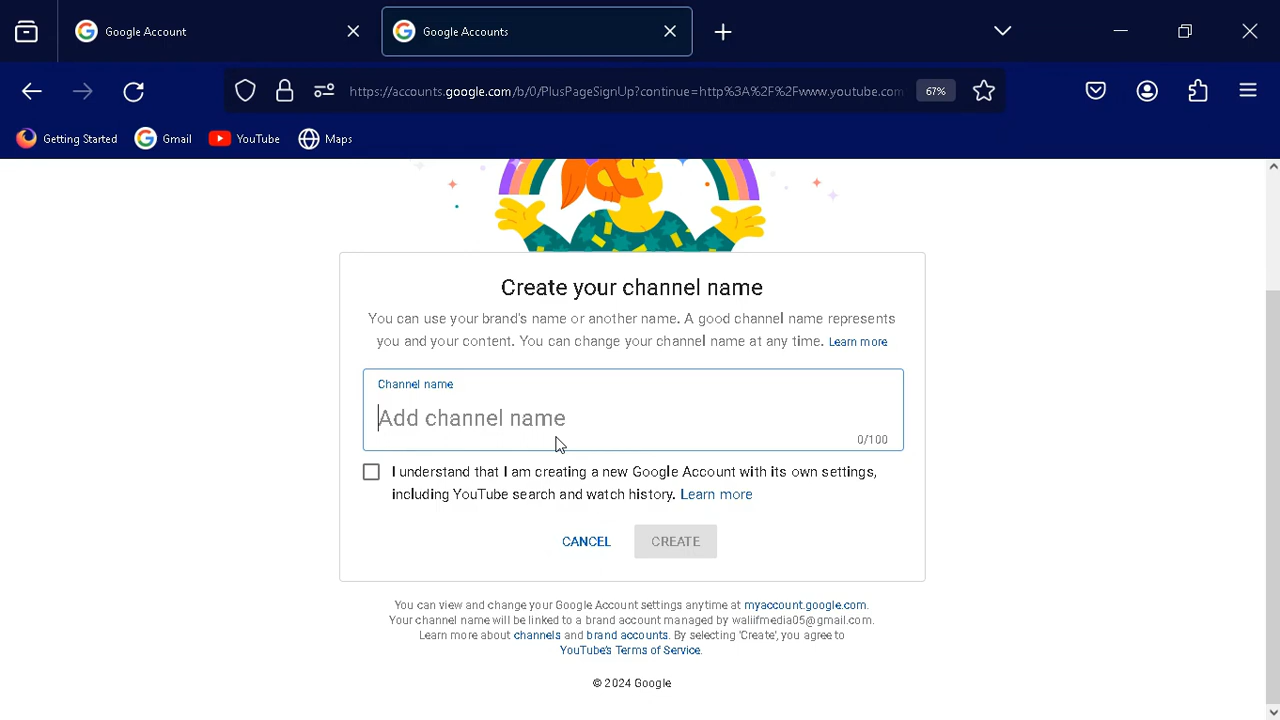 Google Account
Google Accounts
https://accounts.google.com/b/0/PlusPageSignUp?continue=http%3A%2F%2Fwww.youtube.com
67%
Getting Started
Gmail
YouTube
Maps
Create your channel name
You can use your brand's name or another name. A good channel name represents
you and your content. You can change your channel name at any time. Learn more
Channel name
Add channel name
0/100
I understand that I am creating a new Google Account with its own settings,
including YouTube search and watch history. Learn more
CANCEL
CREATE
You can view and change your Google Account settings anytime at myaccount.google.com.
Your channel name will be linked to a brand account managed by waliifmedia05@gmail.com.
Learn more about channels and brand accounts. By selecting 'Create', you agree to
YouTube's Terms of Service.
© 2024 Google